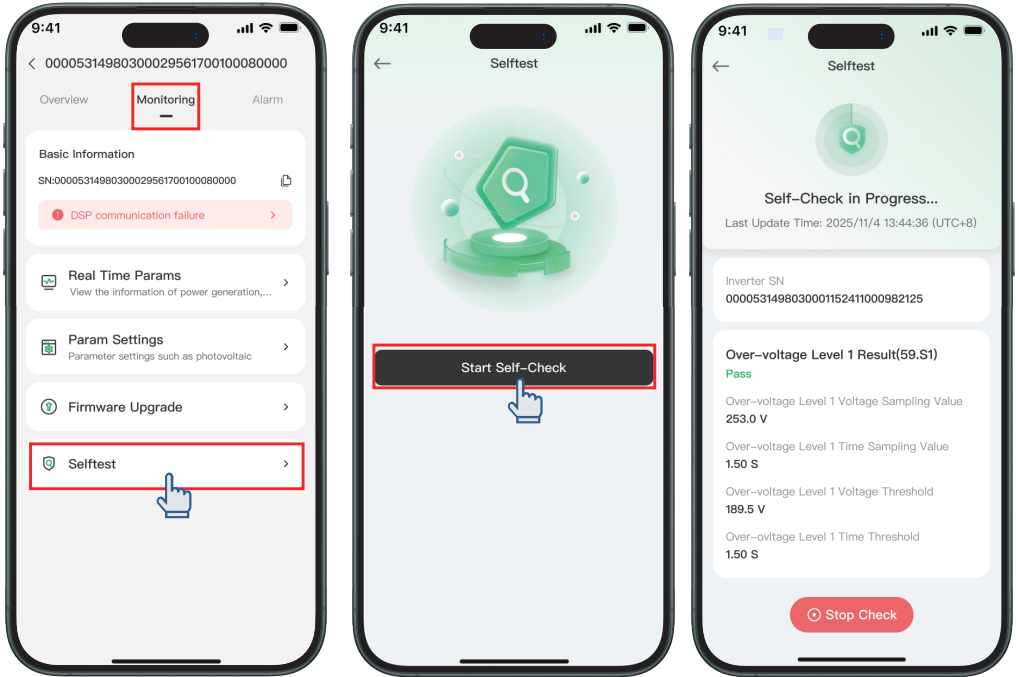 9:41
00005314980300029561700100080000
Overview
Monitoring
Alarm
Basic Information
SN:00005314980300029561700100080000
DSP communication failure
Real Time Params
View the information of power generation,...
Param Settings
Parameter settings such as photovoltaic
Firmware Upgrade
Selftest
9:41
Selftest
Start Self-Check
9:41
Selftest
Self-Check in Progress...
Last Update Time: 2025/11/4 13:44:36 (UTC+8)
Inverter SN
00005314980300011524110009821​25
Over-voltage Level 1 Result(59.S1)
Pass
Over-voltage Level 1 Voltage Sampling Value
253.0 V
Over-voltage Level 1 Time Sampling Value
1.50 S
Over-voltage Level 1 Voltage Threshold
189.5 V
Over-ovltage Level 1 Time Threshold
1.50 S
Stop Check